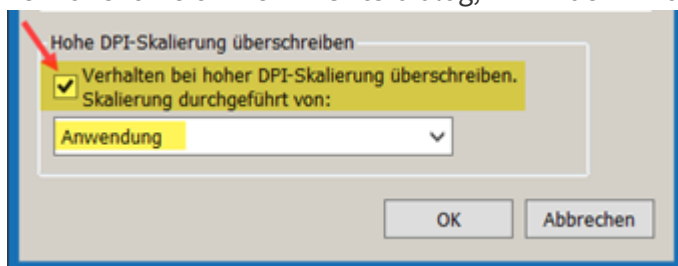 Hohe DPI-Skalierung überschreiben
Verhalten bei hoher DPI-Skalierung überschreiben.
Skalierung durchgeführt von:
Anwendung
OK
Abbrechen